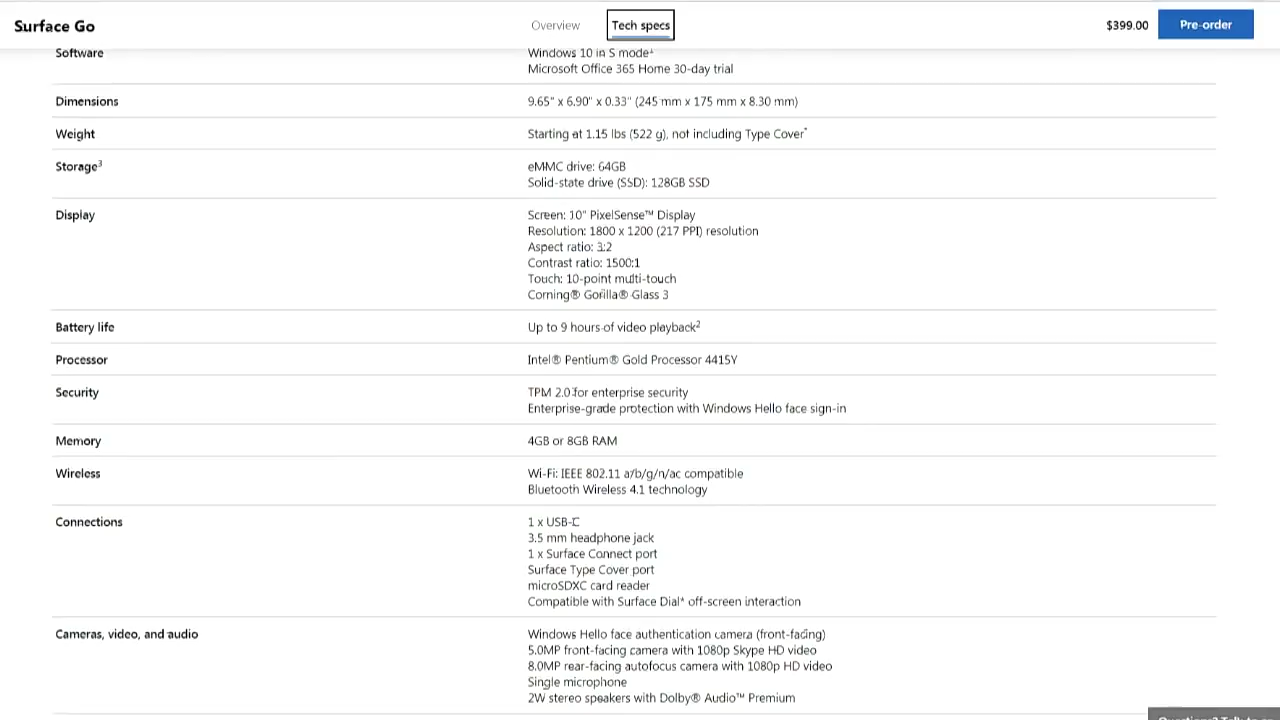 Surface Go
Overview
Tech specs
$399.00
Pre-order
Software
Windows 10 in S mode¹
Microsoft Office 365 Home 30-day trial
Dimensions
9.65" x 6.90" x 0.33" (245 mm x 175 mm x 8.30 mm)
Weight
Starting at 1.15 lbs (522 g), not including Type Cover*
Storage³
eMMC drive: 64GB
Solid-state drive (SSD): 128GB SSD
Display
Screen: 10" PixelSense™ Display
Resolution: 1800 x 1200 (217 PPI) resolution
Aspect ratio: 3:2
Contrast ratio: 1500:1
Touch: 10-point multi-touch
Corning® Gorilla® Glass 3
Battery life
Up to 9 hours of video playback²
Processor
Intel® Pentium® Gold Processor 4415Y
Security
TPM 2.0 for enterprise security
Enterprise-grade protection with Windows Hello face sign-in
Memory
4GB or 8GB RAM
Wireless
Wi-Fi: IEEE 802.11 a/b/g/n/ac compatible
Bluetooth Wireless 4.1 technology
Connections
1 x USB-C
3.5 mm headphone jack
1 x Surface Connect port
Surface Type Cover port
microSDXC card reader
Compatible with Surface Dial* off-screen interaction
Cameras, video, and audio
Windows Hello face authentication camera (front-facing)
5.0MP front-facing camera with 1080p Skype HD video
8.0MP rear-facing autofocus camera with 1080p HD video
Single microphone
2W stereo speakers with Dolby® Audio™ Premium